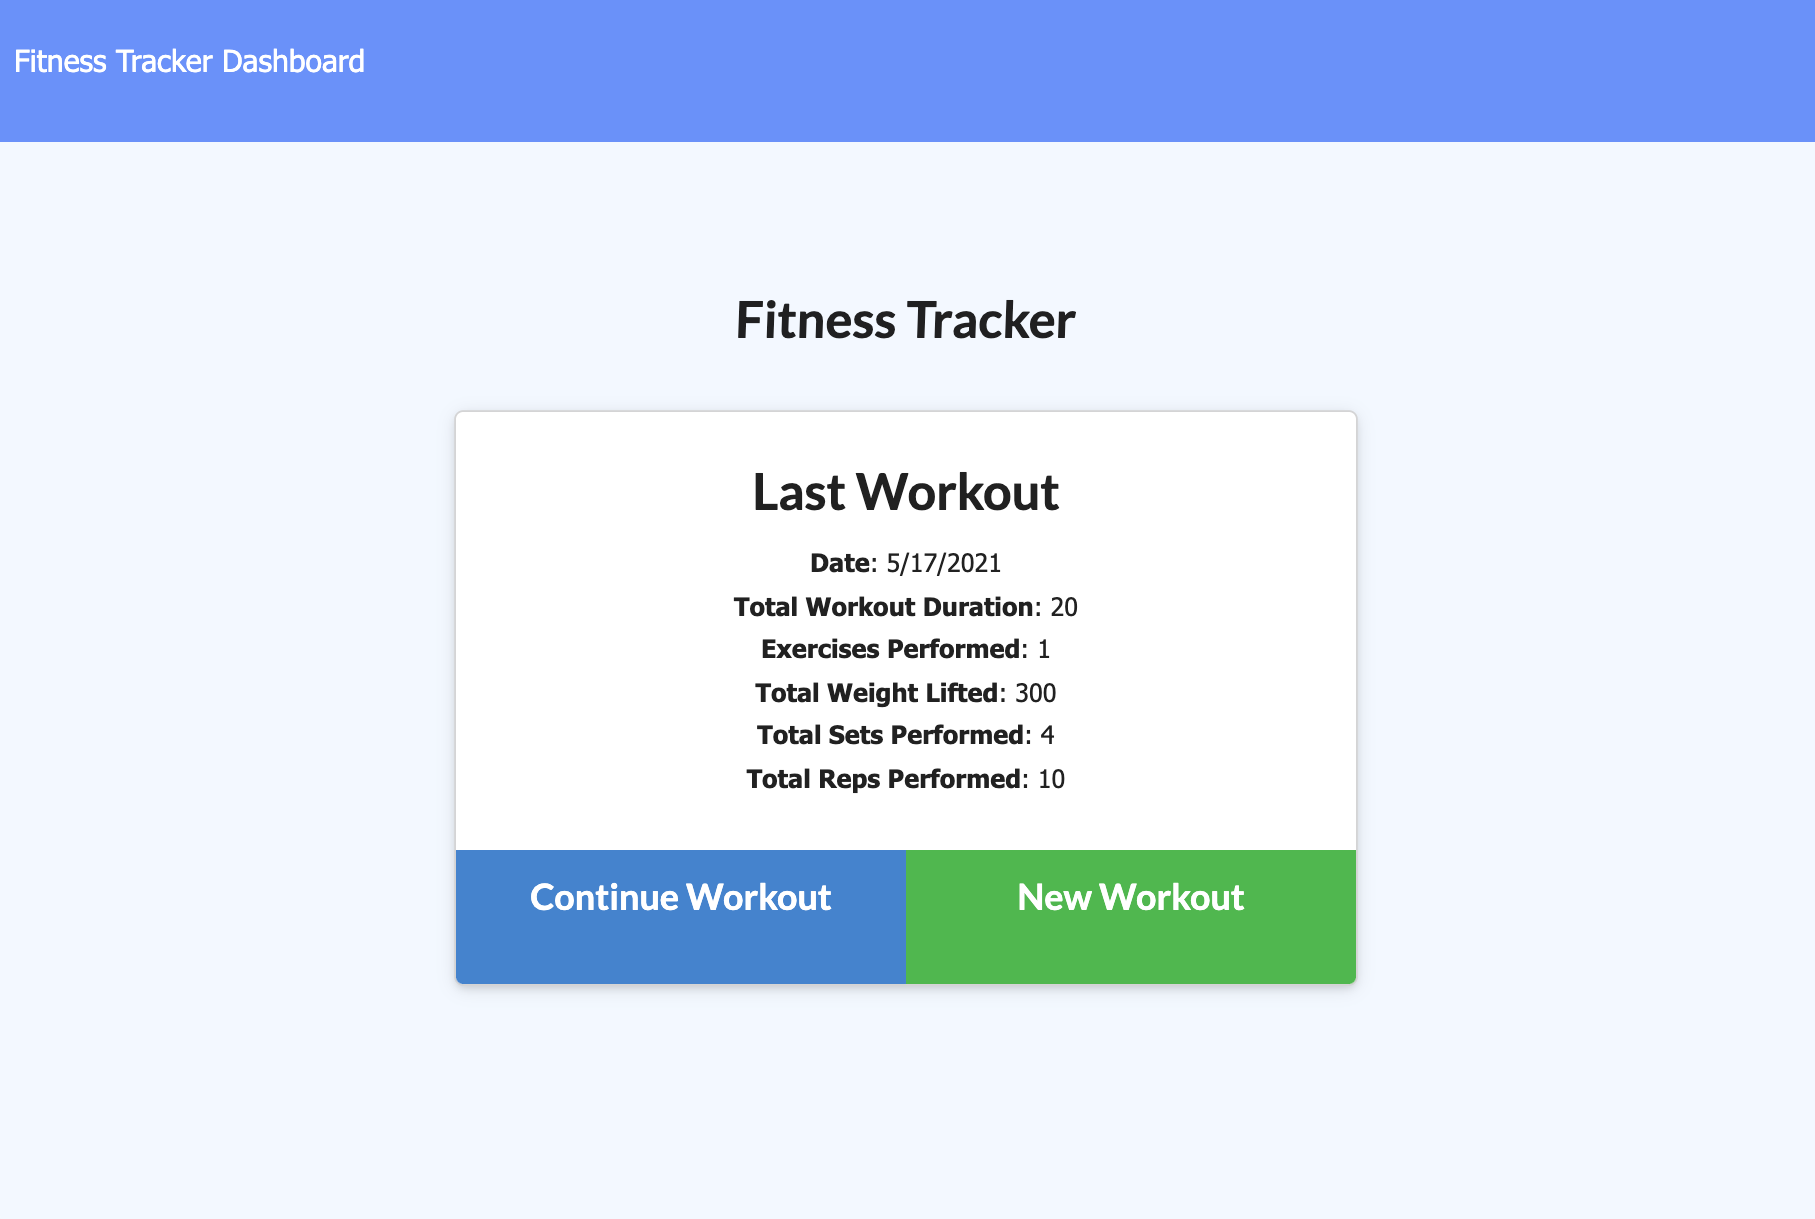 Fitness Tracker Dashboard
Fitness Tracker
Last Workout
Date: 5/17/2021
Total Workout Duration: 20
Exercises Performed: 1
Total Weight Lifted: 300
Total Sets Performed: 4
Total Reps Performed: 10
Continue Workout New Workout